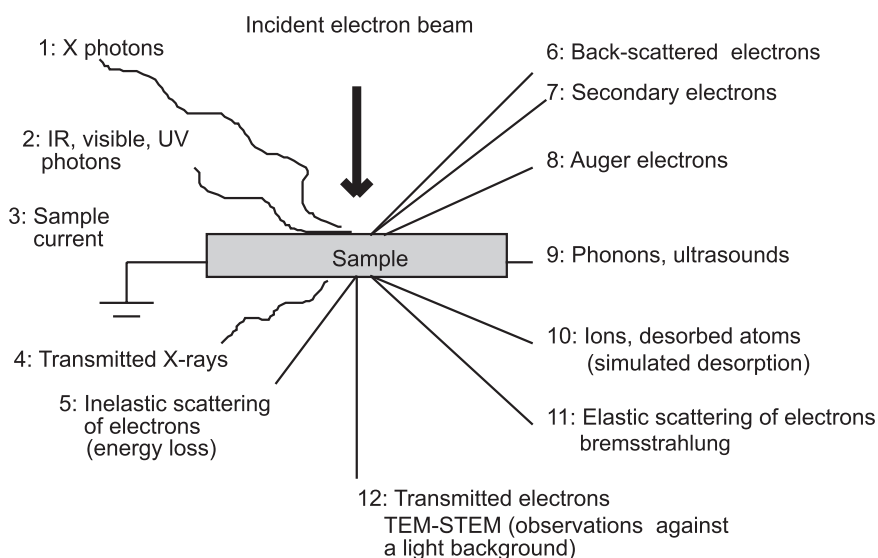 Incident electron beam
1: X photons
2: IR, visible, UV
photons
3: Sample
current
Sample
4: Transmitted X-rays
5: Inelastic scattering
of electrons
(energy loss)
6: Back-scattered electrons
7: Secondary electrons
8: Auger electrons
9: Phonons, ultrasounds
10: Ions, desorbed atoms
(simulated desorption)
11: Elastic scattering of electrons
bremsstrahlung
12: Transmitted electrons
TEM-STEM (observations against
a light background)